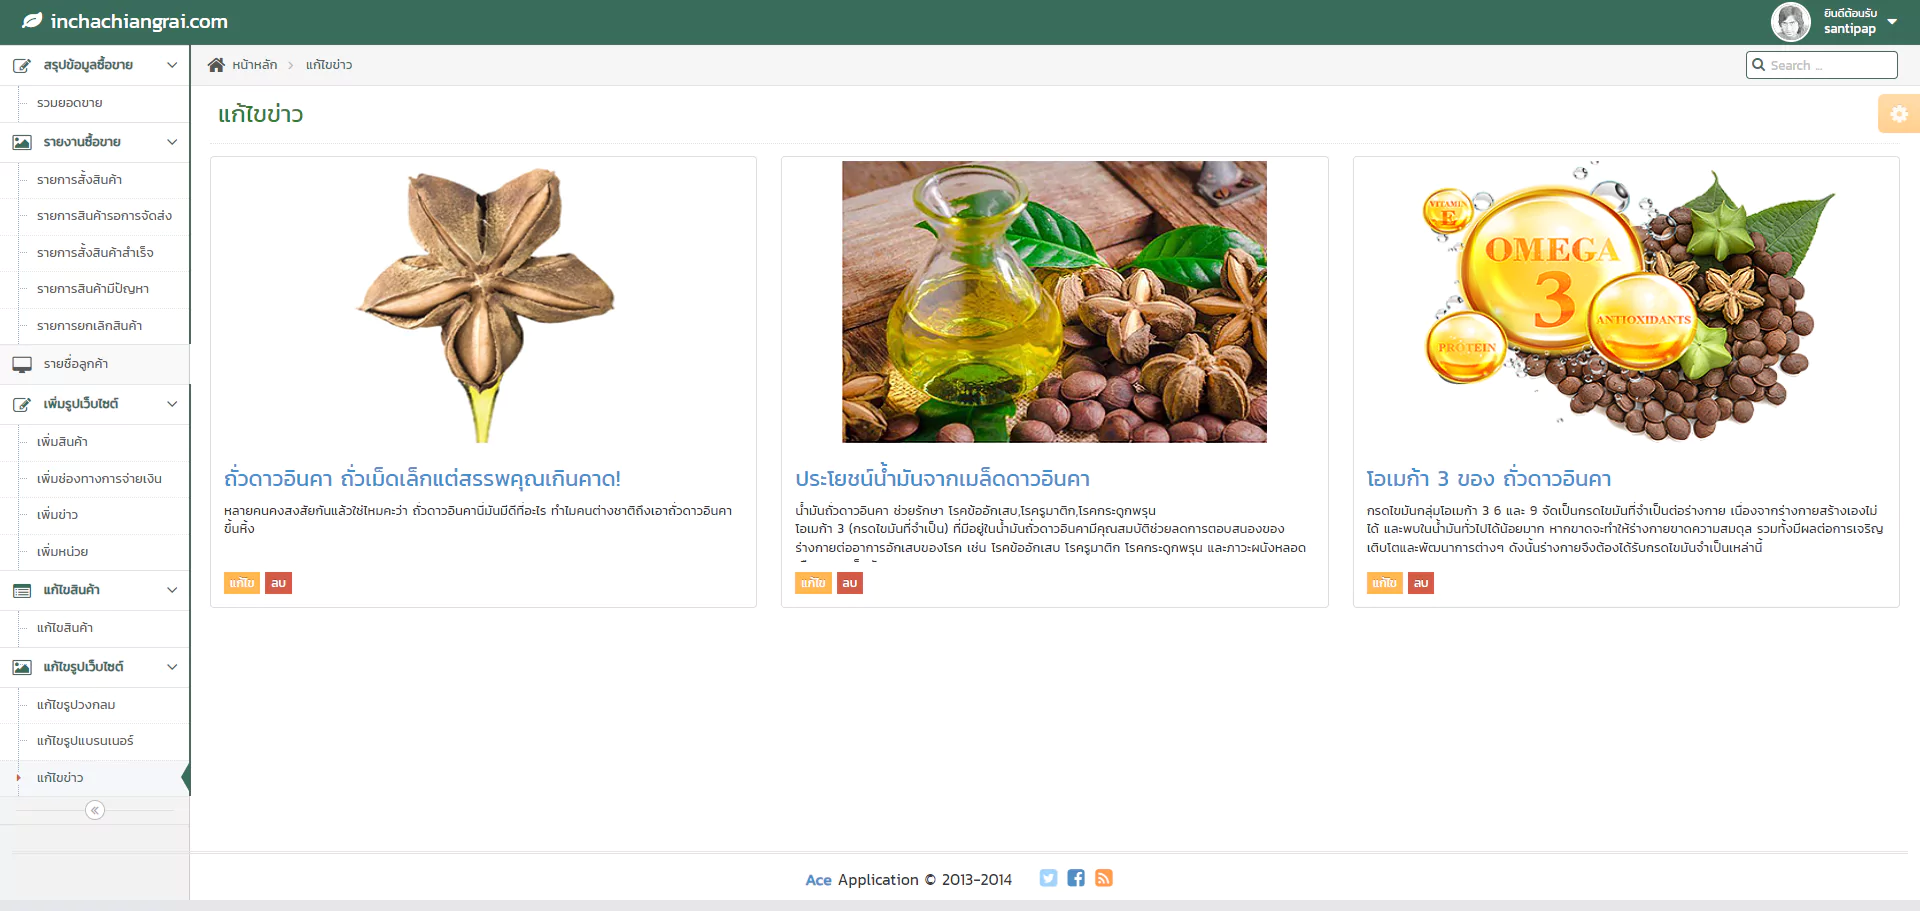 inchachiangrai.com
ยินดีต้อนรับ
santipap
สรุปข้อมูลซื้อขาย
รวมยอดขาย
รายงานซื้อขาย
รายการสั่งสินค้า
รายการสินค้ารอการจัดส่ง
รายการสั่งสินค้าสำเร็จ
รายการสินค้ามีปัญหา
รายการยกเลิกสินค้า
รายชื่อลูกค้า
เพิ่มรูปเว็บไซต์
เพิ่มสินค้า
เพิ่มช่องทางการจ่ายเงิน
เพิ่มข่าว
เพิ่มหน่วย
แก้ไขสินค้า
แก้ไขสินค้า
แก้ไขรูปเว็บไซต์
แก้ไขรูปวงกลม
แก้ไขรูปแบรนเนอร์
แก้ไขข่าว
หน้าหลัก
แก้ไขข่าว
Search ...
แก้ไขข่าว
ถั่วดาวอินคา ถั่วเม็ดเล็กแต่สรรพคุณเกินคาด!
หลายคนคงสงสัยกันแล้วใช่ไหมคะว่า ถั่วดาวอินคานี่มันมีดีที่อะไร ทำไมคนต่างชาติถึงเอาถั่วดาวอินคา
ขึ้นหิ้ง
แก้ไข ลบ
ประโยชน์น้ำมันจากเมล็ดดาวอินคา
น้ำมันถั่วดาวอินคา ช่วยรักษา โรคข้ออักเสบ,โรครูมาติก,โรคกระดูกพรุน
โอเมก้า 3 (กรดไขมันที่จำเป็น) ที่มีอยู่ในน้ำมันถั่วดาวอินคามีคุณสมบัติช่วยลดการตอบสนองของ
ร่างกายต่ออาการอักเสบของโรค เช่น โรคข้ออักเสบ โรครูมาติก โรคกระดูกพรุน และภาวะผนังหลอด
แก้ไข ลบ
VITAMIN
E
OMEGA
3
ANTIOXIDANTS
PROTEIN
โอเมก้า 3 ของ ถั่วดาวอินคา
กรดไขมันกลุ่มโอเมก้า 3 6 และ 9 จัดเป็นกรดไขมันที่จำเป็นต่อร่างกาย เนื่องจากร่างกายสร้างเองไม่
ได้ และพบในน้ำมันทั่วไปได้น้อยมาก หากขาดจะทำให้ร่างกายขาดความสมดุล รวมทั้งมีผลต่อการเจริญ
เติบโตและพัฒนาการต่างๆ ดังนั้นร่างกายจึงต้องได้รับกรดไขมันจำเป็นเหล่านี้
แก้ไข ลบ
Ace Application © 2013-2014